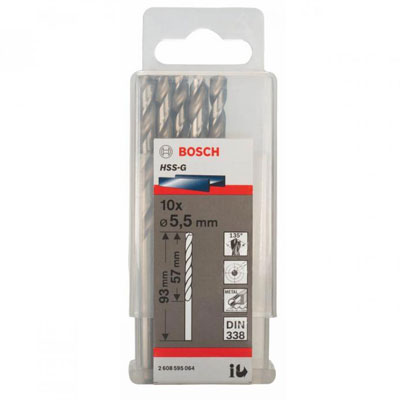 BOSCH
HSS-G
10x
ø 5,5 mm
135°
93 mm
57 mm
METAL
DIN
338
2 608 595 064